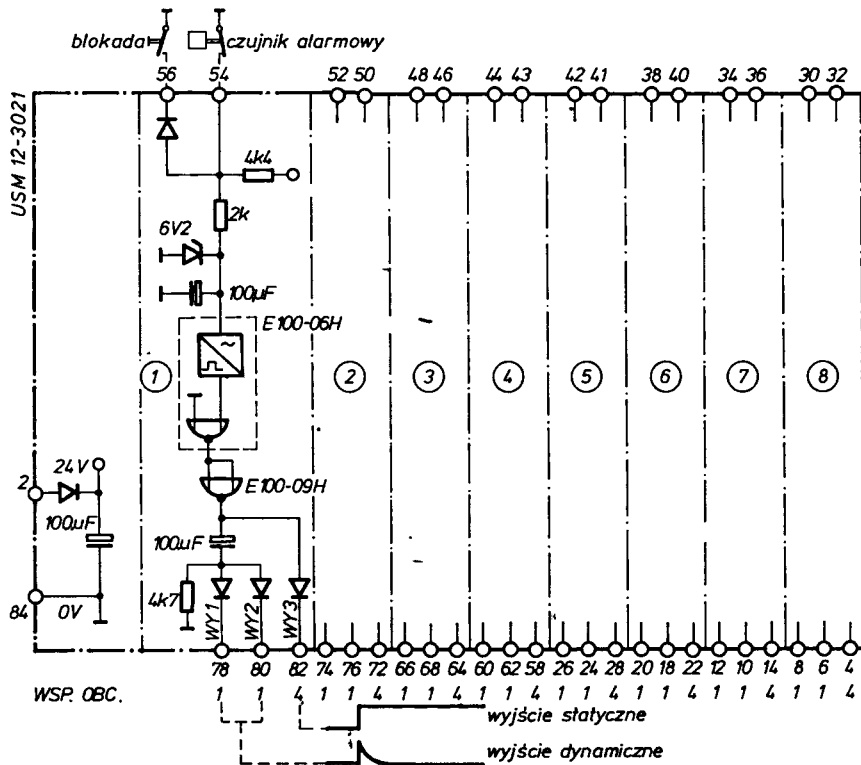 blokada czujnik alarmowy
56 54 52 50 48 46 44 43 42 41 38 40 34 36 30 32
USM 12-3021
4k4
2k
6V2
100µF
E100-06H
1 2 3 4 5 6 7 8
24V
2
E100-09H
100µF
100µF
4k7
WY1 WY2 WY3
84 0V
78 80 82 74 76 72 66 68 64 60 62 58 26 24 28 20 18 22 12 10 14 8 6 4
WSP. OBC. 1 1 4 1 1 4 1 1 4 1 1 4 1 1 4 1 1 4 1 1 4 1 1 4
wyjście statyczne
wyjście dynamiczne